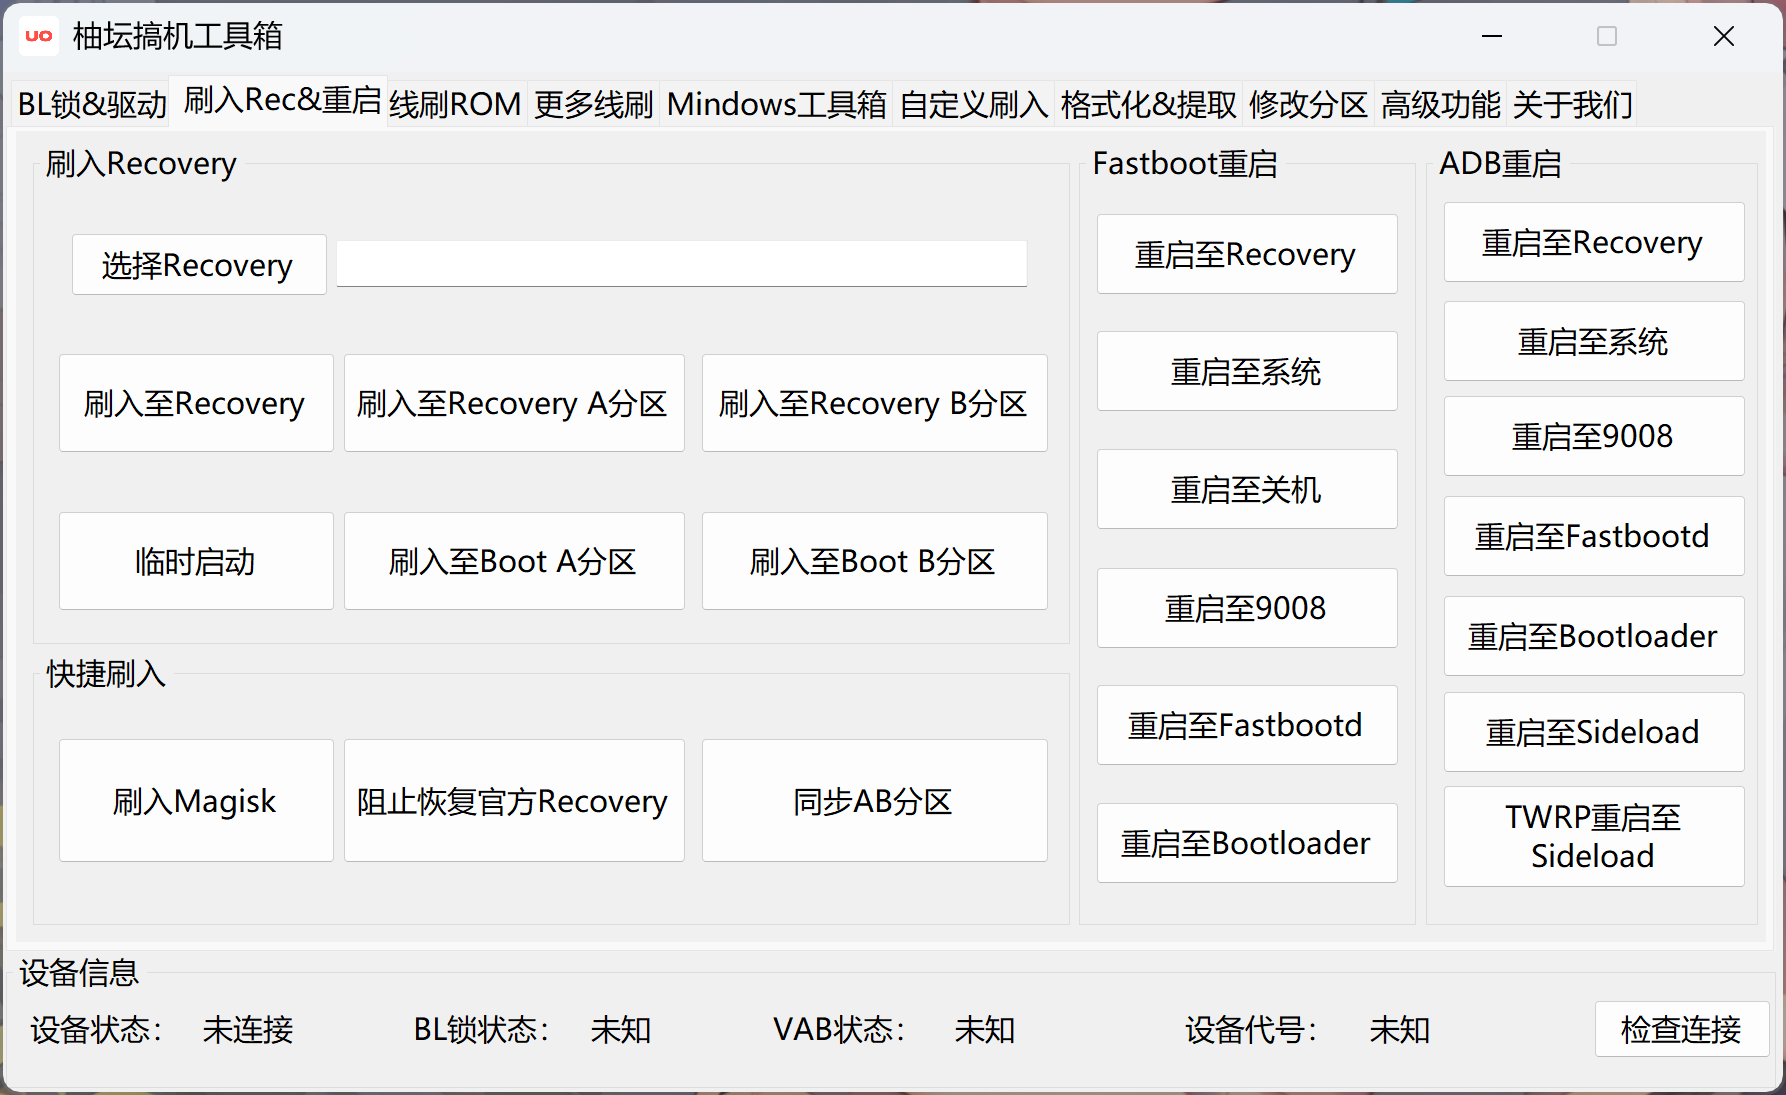 UO 柚坛搞机工具箱
BL锁&驱动 刷入Rec&重启 线刷ROM 更多线刷 Mindows工具箱 自定义刷入 格式化&提取 修改分区 高级功能 关于我们
刷入Recovery
选择Recovery
刷入至Recovery 刷入至Recovery A分区 刷入至Recovery B分区
临时启动 刷入至Boot A分区 刷入至Boot B分区
快捷刷入
刷入Magisk 阻止恢复官方Recovery 同步AB分区
Fastboot重启
重启至Recovery
重启至系统
重启至关机
重启至9008
重启至Fastbootd
重启至Bootloader
ADB重启
重启至Recovery
重启至系统
重启至9008
重启至Fastbootd
重启至Bootloader
重启至Sideload
TWRP重启至
Sideload
设备信息
设备状态： 未连接 BL锁状态： 未知 VAB状态： 未知 设备代号： 未知 检查连接